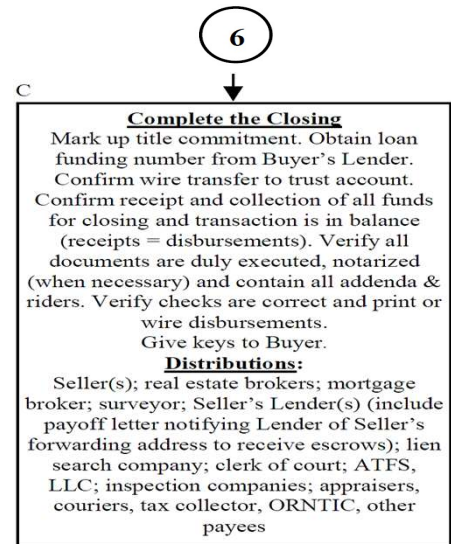 6
C
Complete the Closing
Mark up title commitment. Obtain loan
funding number from Buyer's Lender.
Confirm wire transfer to trust account.
Confirm receipt and collection of all funds
for closing and transaction is in balance
(receipts = disbursements). Verify all
documents are duly executed, notarized
(when necessary) and contain all addenda &
riders. Verify checks are correct and print or
wire disbursements.
Give keys to Buyer.
Distributions:
Seller(s); real estate brokers; mortgage
broker; surveyor; Seller's Lender(s) (include
payoff letter notifying Lender of Seller's
forwarding address to receive escrows); lien
search company; clerk of court; ATFS,
LLC; inspection companies; appraisers,
couriers, tax collector, ORNTIC, other
payees